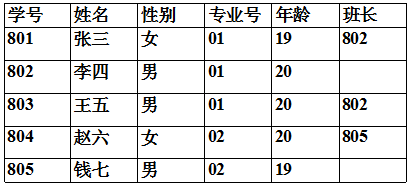 学号 姓名 性别 专业号 年龄 班长
801 张三 女 01 19 802
802 李四 男 01 20
803 王五 男 01 20 802
804 赵六 女 02 20 805
805 钱七 男 02 19